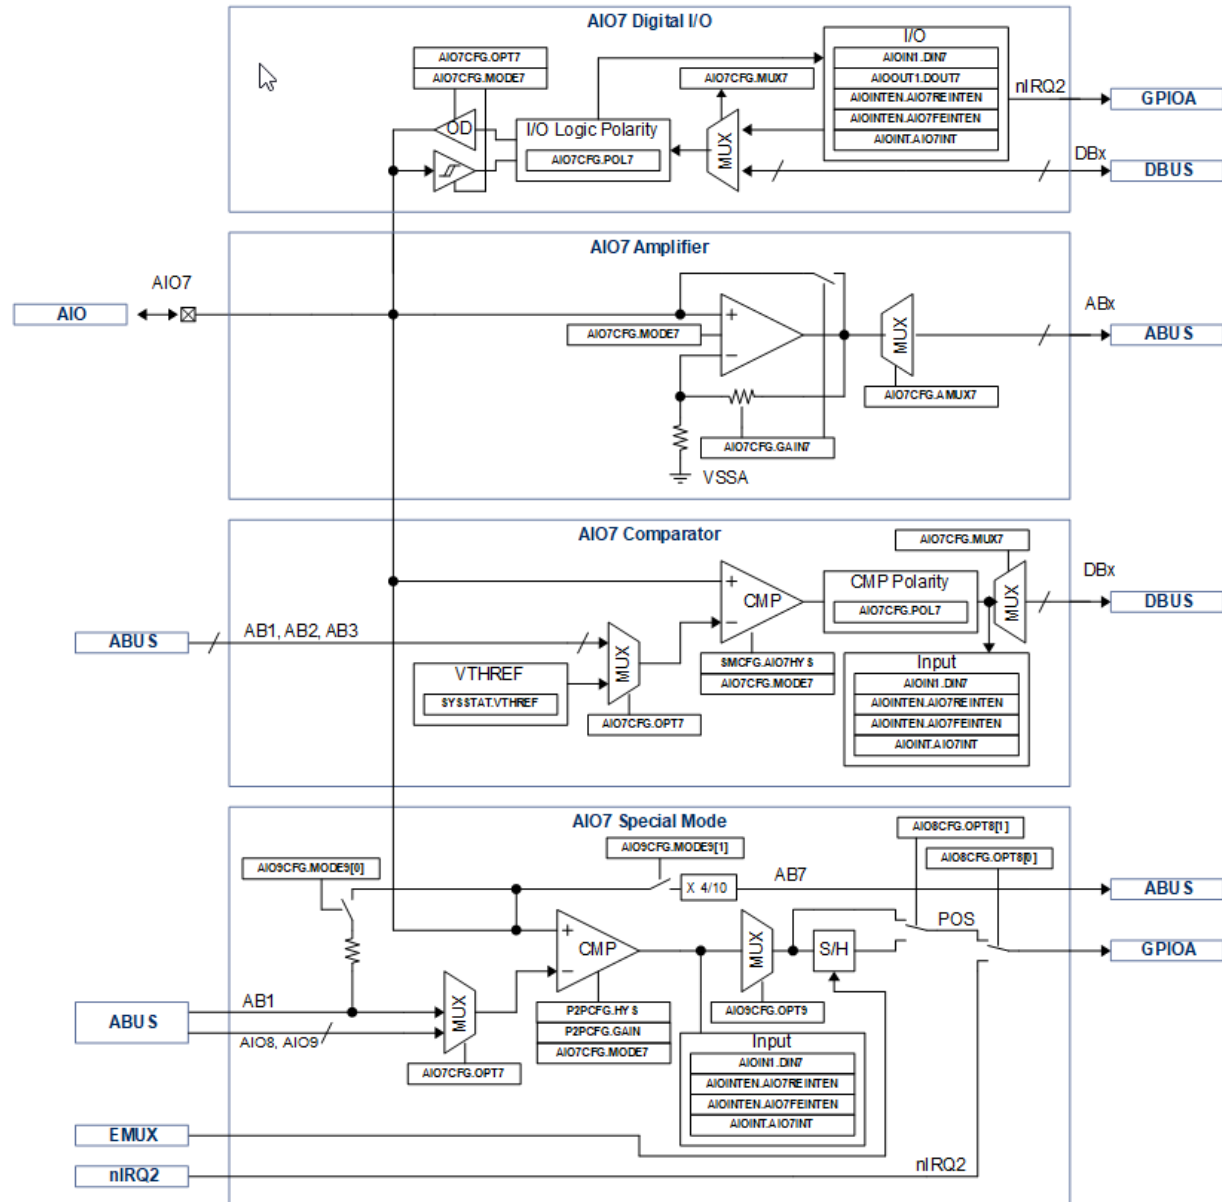 AIO7 Digital I/O
AIO7CFG.OPT7
AIO7CFG.MODE7
OD
I/O Logic Polarity
AIO7CFG.POL7
AIO7CFG.MUX7
MUX
I/O
AIOIN1.DIN7
AIOOUT1.DOUT7
AIOINTEN.AIO7REINTEN
AIOINTEN.AIO7FEINTEN
AIOINT.AIO7INT
nIRQ2
GPIOA
DBx
DBUS
AIO7 Amplifier
AIO7
AIO
+
AIO7CFG.MODE7
−
MUX
AIO7CFG.AMUX7
AIO7CFG.GAIN7
VSSA
ABx
ABUS
AIO7 Comparator
ABUS
AB1, AB2, AB3
VTHREF
SYSSTAT.VTHREF
MUX
AIO7CFG.OPT7
+
CMP
−
SMCFG.AIO7HYS
AIO7CFG.MODE7
CMP Polarity
AIO7CFG.POL7
AIO7CFG.MUX7
MUX
DBx
DBUS
Input
AIOIN1.DIN7
AIOINTEN.AIO7REINTEN
AIOINTEN.AIO7FEINTEN
AIOINT.AIO7INT
AIO7 Special Mode
AIO9CFG.MODE9[0]
AIO9CFG.MODE9[1]
X 4/10
AB7
ABUS
AIO8CFG.OPT8[1]
AIO8CFG.OPT8[0]
POS
GPIOA
+
CMP
−
MUX
S/H
AIO9CFG.OPT9
ABUS
AB1
AIO8, AIO9
MUX
AIO7CFG.OPT7
P2PCFG.HYS
P2PCFG.GAIN
AIO7CFG.MODE7
Input
AIOIN1.DIN7
AIOINTEN.AIO7REINTEN
AIOINTEN.AIO7FEINTEN
AIOINT.AIO7INT
EMUX
nIRQ2
nIRQ2